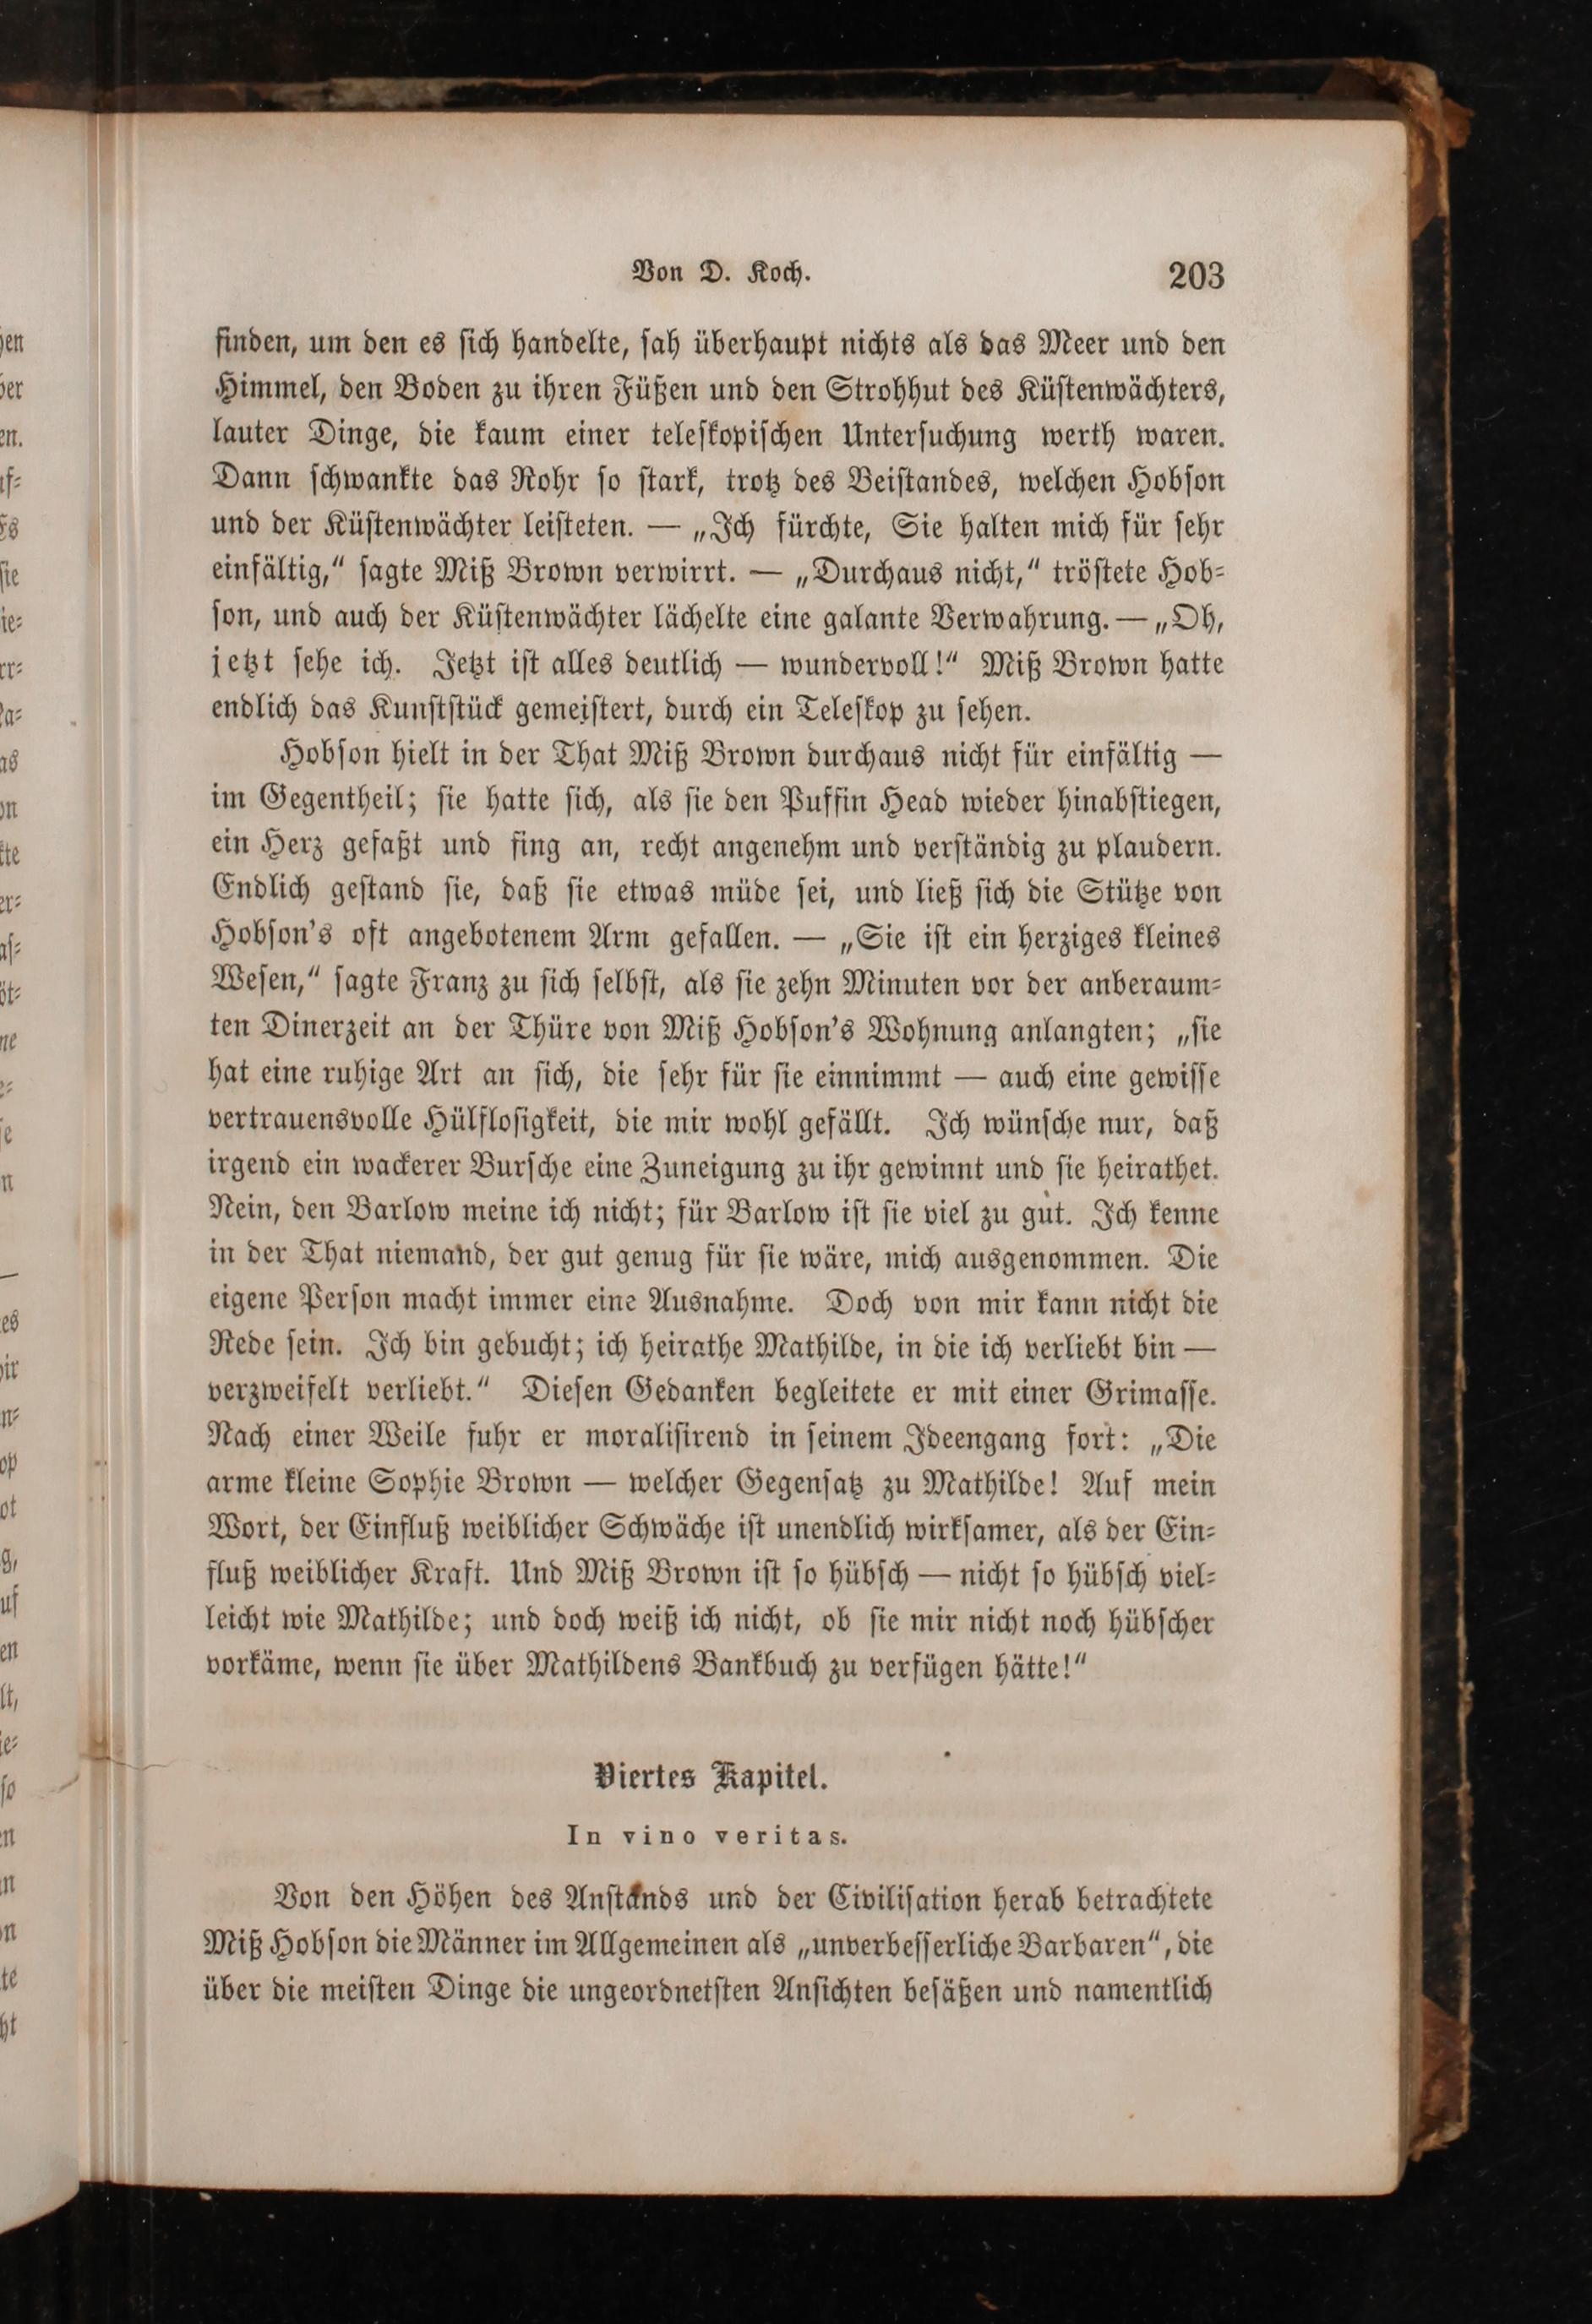 Von D. Koch. 203
finden, um den es ſich handelte, ſah überhaupt nichts als das Meer und den
Himmel, den Boden zu ihren Füßen und den Strohhut des Küſtenwächters,
lauter Dinge, die kaum einer teleſkopiſchen Unterſuchung werth waren.
Dann ſchwankte das Rohr ſo ſtark, trotz des Beiſtandes, welchen Hobſon
und der Küſtenwächter leiſteten. — „Ich fürchte, Sie halten mich für ſehr
einfältig,“ ſagte Miß Brown verwirrt. — „Durchaus nicht,“ tröſtete Hob-
ſon, und auch der Küſtenwächter lächelte eine galante Verwahrung. — „Oh,
jetzt ſehe ich. Jetzt iſt alles deutlich — wundervoll!“ Miß Brown hatte
endlich das Kunſtſtück gemeiſtert, durch ein Teleſkop zu ſehen.
Hobſon hielt in der That Miß Brown durchaus nicht für einfältig —
im Gegentheil; ſie hatte ſich, als ſie den Puffin Head wieder hinabſtiegen,
ein Herz gefaßt und fing an, recht angenehm und verſtändig zu plaudern.
Endlich geſtand ſie, daß ſie etwas müde ſei, und ließ ſich die Stütze von
Hobſon's oft angebotenem Arm gefallen. — „Sie iſt ein herziges kleines
Weſen,“ ſagte Franz zu ſich ſelbſt, als ſie zehn Minuten vor der anberaum-
ten Dinerzeit an der Thüre von Miß Hobſon's Wohnung anlangten; „ſie
hat eine ruhige Art an ſich, die ſehr für ſie einnimmt — auch eine gewiſſe
vertrauensvolle Hülfloſigkeit, die mir wohl gefällt. Ich wünſche nur, daß
irgend ein wackerer Burſche eine Zuneigung zu ihr gewinnt und ſie heirathet.
Nein, den Barlow meine ich nicht; für Barlow iſt ſie viel zu gut. Ich kenne
in der That niemand, der gut genug für ſie wäre, mich ausgenommen. Die
eigene Perſon macht immer eine Ausnahme. Doch von mir kann nicht die
Rede ſein. Ich bin gebucht; ich heirathe Mathilde, in die ich verliebt bin —
verzweifelt verliebt.“ Dieſen Gedanken begleitete er mit einer Grimaſſe.
Nach einer Weile fuhr er moraliſirend in ſeinem Ideengang fort: „Die
arme kleine Sophie Brown — welcher Gegenſatz zu Mathilde! Auf mein
Wort, der Einfluß weiblicher Schwäche iſt unendlich wirkſamer, als der Ein-
fluß weiblicher Kraft. Und Miß Brown iſt ſo hübſch — nicht ſo hübſch viel-
leicht wie Mathilde; und doch weiß ich nicht, ob ſie mir nicht noch hübſcher
vorkäme, wenn ſie über Mathildens Bankbuch zu verfügen hätte!“
Viertes Kapitel.
In vino veritas.
Von den Höhen des Anſtands und der Civiliſation herab betrachtete
Miß Hobſon die Männer im Allgemeinen als „unverbeſſerliche Barbaren“, die
über die meiſten Dinge die ungeordnetſten Anſichten beſäßen und namentlich